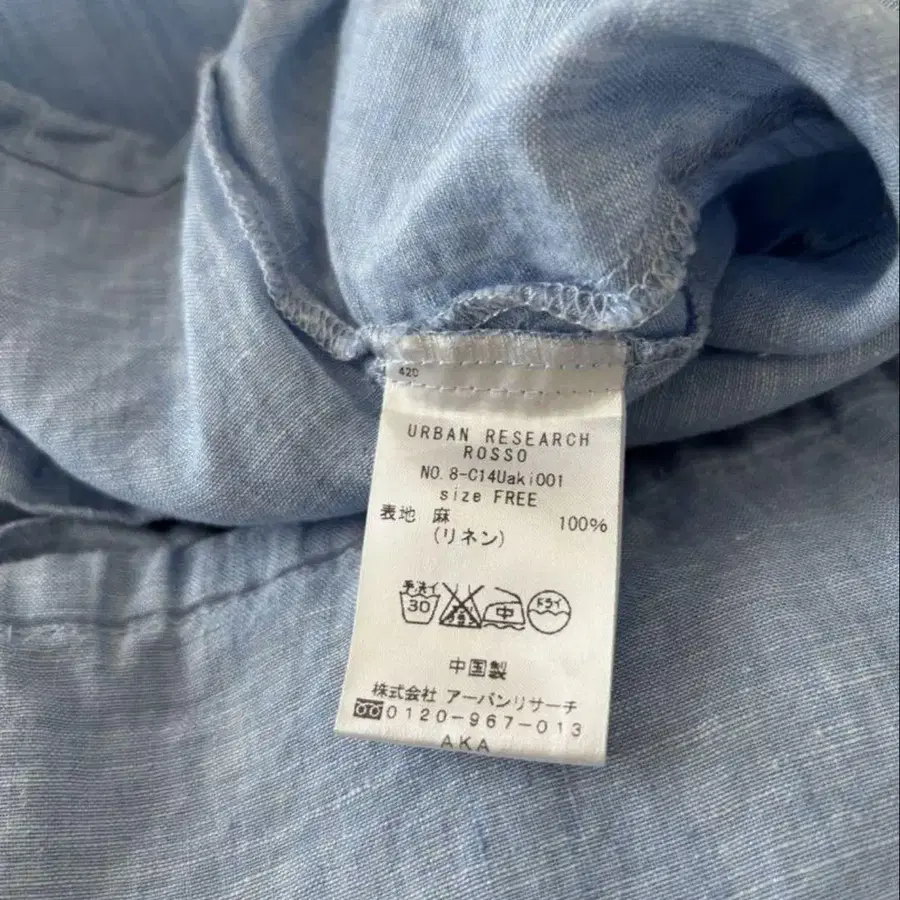 42C
URBAN RESEARCH
ROSSO
NO. 8-C14Uaki001
size FREE
表地 麻 100%
(リネン)
手洗イ 30 中 ドライ
中国製
株式会社 アーバンリサーチ
0120-967-013
AKA